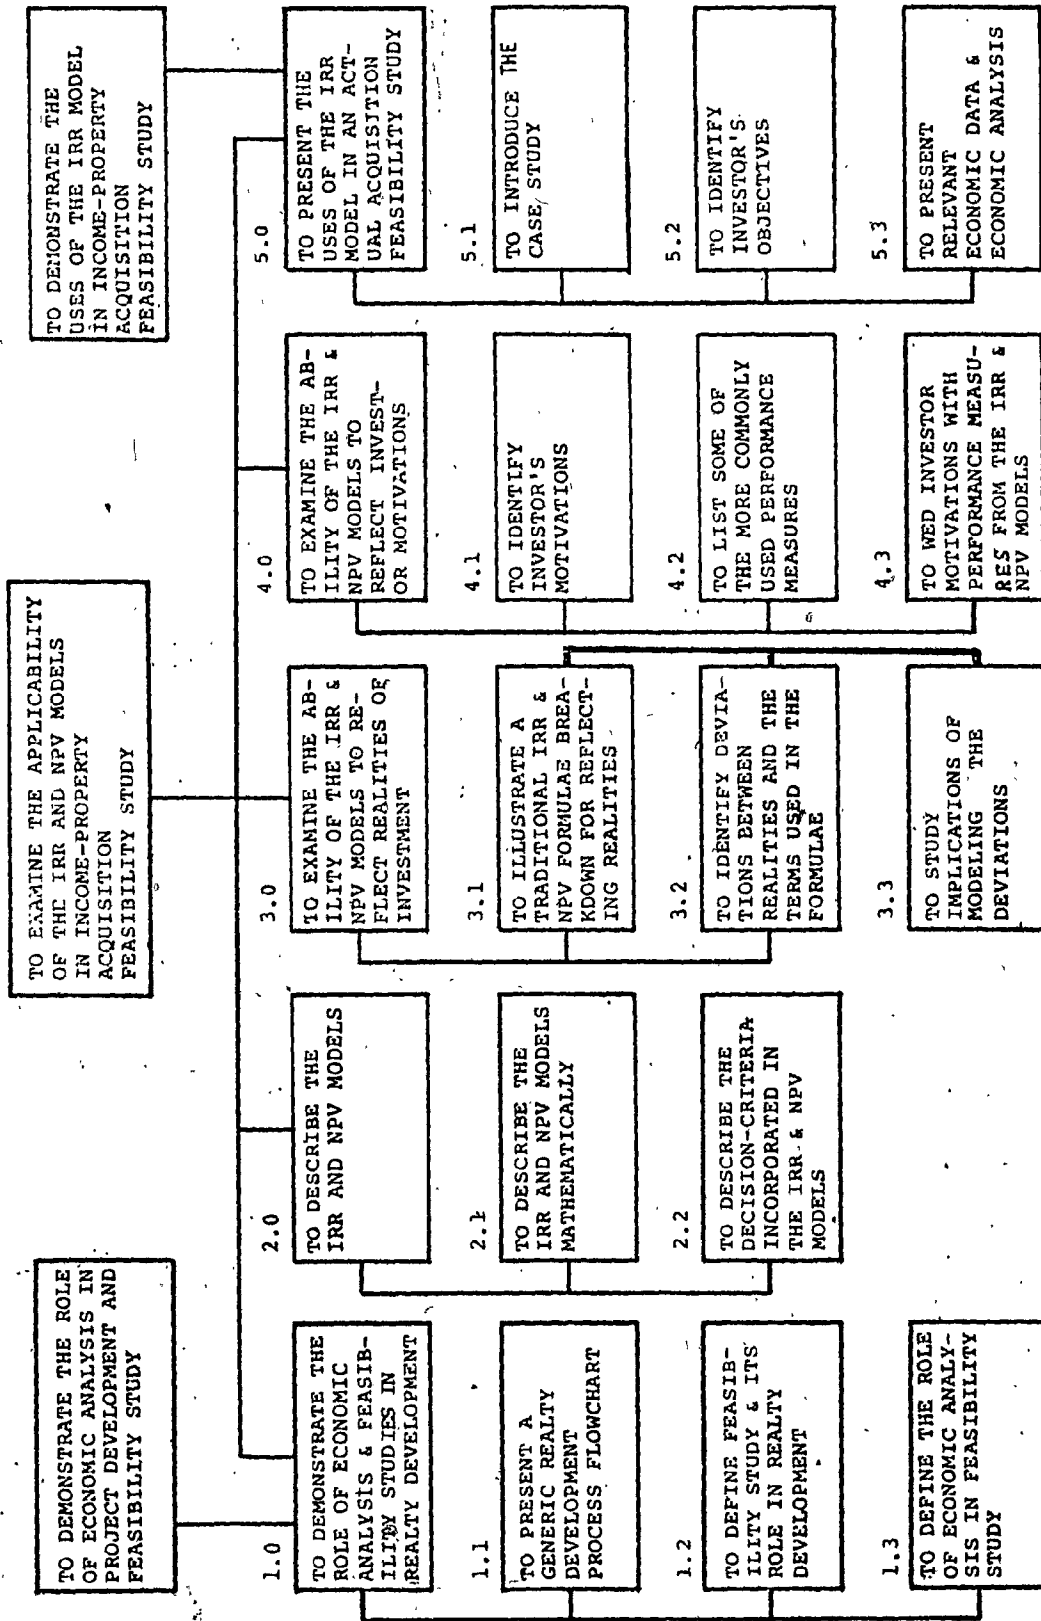 TO DEMONSTRATE THE ROLE
OF ECONOMIC ANALYSIS IN
PROJECT DEVELOPMENT AND
FEASIBILITY STUDY
TO EXAMINE THE APPLICABILITY
OF THE IRR AND NPV MODELS
IN INCOME-PROPERTY
ACQUISITION
FEASIBILITY STUDY
TO DEMONSTRATE THE
USES OF THE IRR MODEL
IN INCOME-PROPERTY
ACQUISITION
FEASIBILITY STUDY
1.0
TO DEMONSTRATE THE
ROLE OF ECONOMIC
ANALYSIS & FEASIB-
ILITY STUDIES IN
REALTY DEVELOPMENT
2.0
TO DESCRIBE THE
IRR AND NPV MODELS
3.0
TO EXAMINE THE AB-
ILITY OF THE IRR &
NPV MODELS TO RE-
FLECT REALITIES OF
INVESTMENT
4.0
TO EXAMINE THE AB-
ILITY OF THE IRR &
NPV MODELS TO
REFLECT INVEST-
OR MOTIVATIONS
5.0
TO PRESENT THE
USES OF THE IRR
MODEL IN AN ACT-
UAL ACQUISITION
FEASIBILITY STUDY
1.1
TO PRESENT A
GENERIC REALTY
DEVELOPMENT
PROCESS FLOWCHART
2.1
TO DESCRIBE THE
IRR AND NPV MODELS
MATHEMATICALLY
3.1
TO ILLUSTRATE A
TRADITIONAL IRR &
NPV FORMULAE BREA-
KDOWN FOR REFLECT-
ING REALITIES
4.1
TO IDENTIFY
INVESTOR'S
MOTIVATIONS
5.1
TO INTRODUCE THE
CASE STUDY
1.2
TO DEFINE FEASIB-
ILITY STUDY & ITS
ROLE IN REALTY
DEVELOPMENT
2.2
TO DESCRIBE THE
DECISION-CRITERIA
INCORPORATED IN
THE IRR & NPV
MODELS
3.2
TO IDENTIFY DEVIA-
TIONS BETWEEN
REALITIES AND THE
TERMS USED IN THE
FORMULAE
4.2
TO LIST SOME OF
THE MORE COMMONLY
USED PERFORMANCE
MEASURES
5.2
TO IDENTIFY
INVESTOR'S
OBJECTIVES
1.3
TO DEFINE THE ROLE
OF ECONOMIC ANALY-
SIS IN FEASIBILITY
STUDY
3.3
TO STUDY
IMPLICATIONS OF
MODELING THE
DEVIATIONS
4.3
TO WED INVESTOR
MOTIVATIONS WITH
PERFORMANCE MEASU-
RES FROM THE IRR &
NPV MODELS
5.3
TO PRESENT
RELEVANT
ECONOMIC DATA &
ECONOMIC ANALYSIS